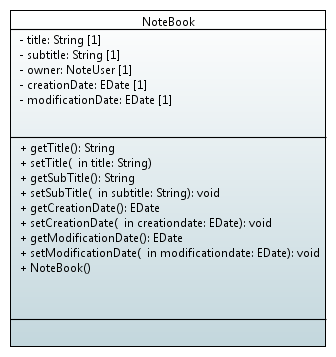 NoteBook
- title: String [1]
- subtitle: String [1]
- owner: NoteUser [1]
- creationDate: EDate [1]
- modificationDate: EDate [1]
+ getTitle(): String
+ setTitle(  in title: String)
+ getSubTitle(): String
+ setSubTitle(  in subtitle: String): void
+ getCreationDate(): EDate
+ setCreationDate(  in creationdate: EDate): void
+ getModificationDate(): EDate
+ setModificationDate(  in modificationdate: EDate): void
+ NoteBook()